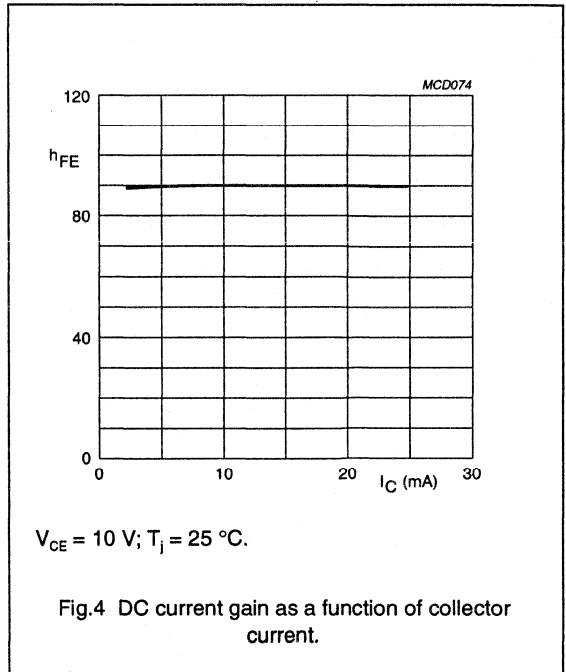 MCD074
120
hFE
80
40
0
0
10
20
IC (mA)
30
VCE = 10 V; Tj = 25 °C.
Fig.4 DC current gain as a function of collector
current.